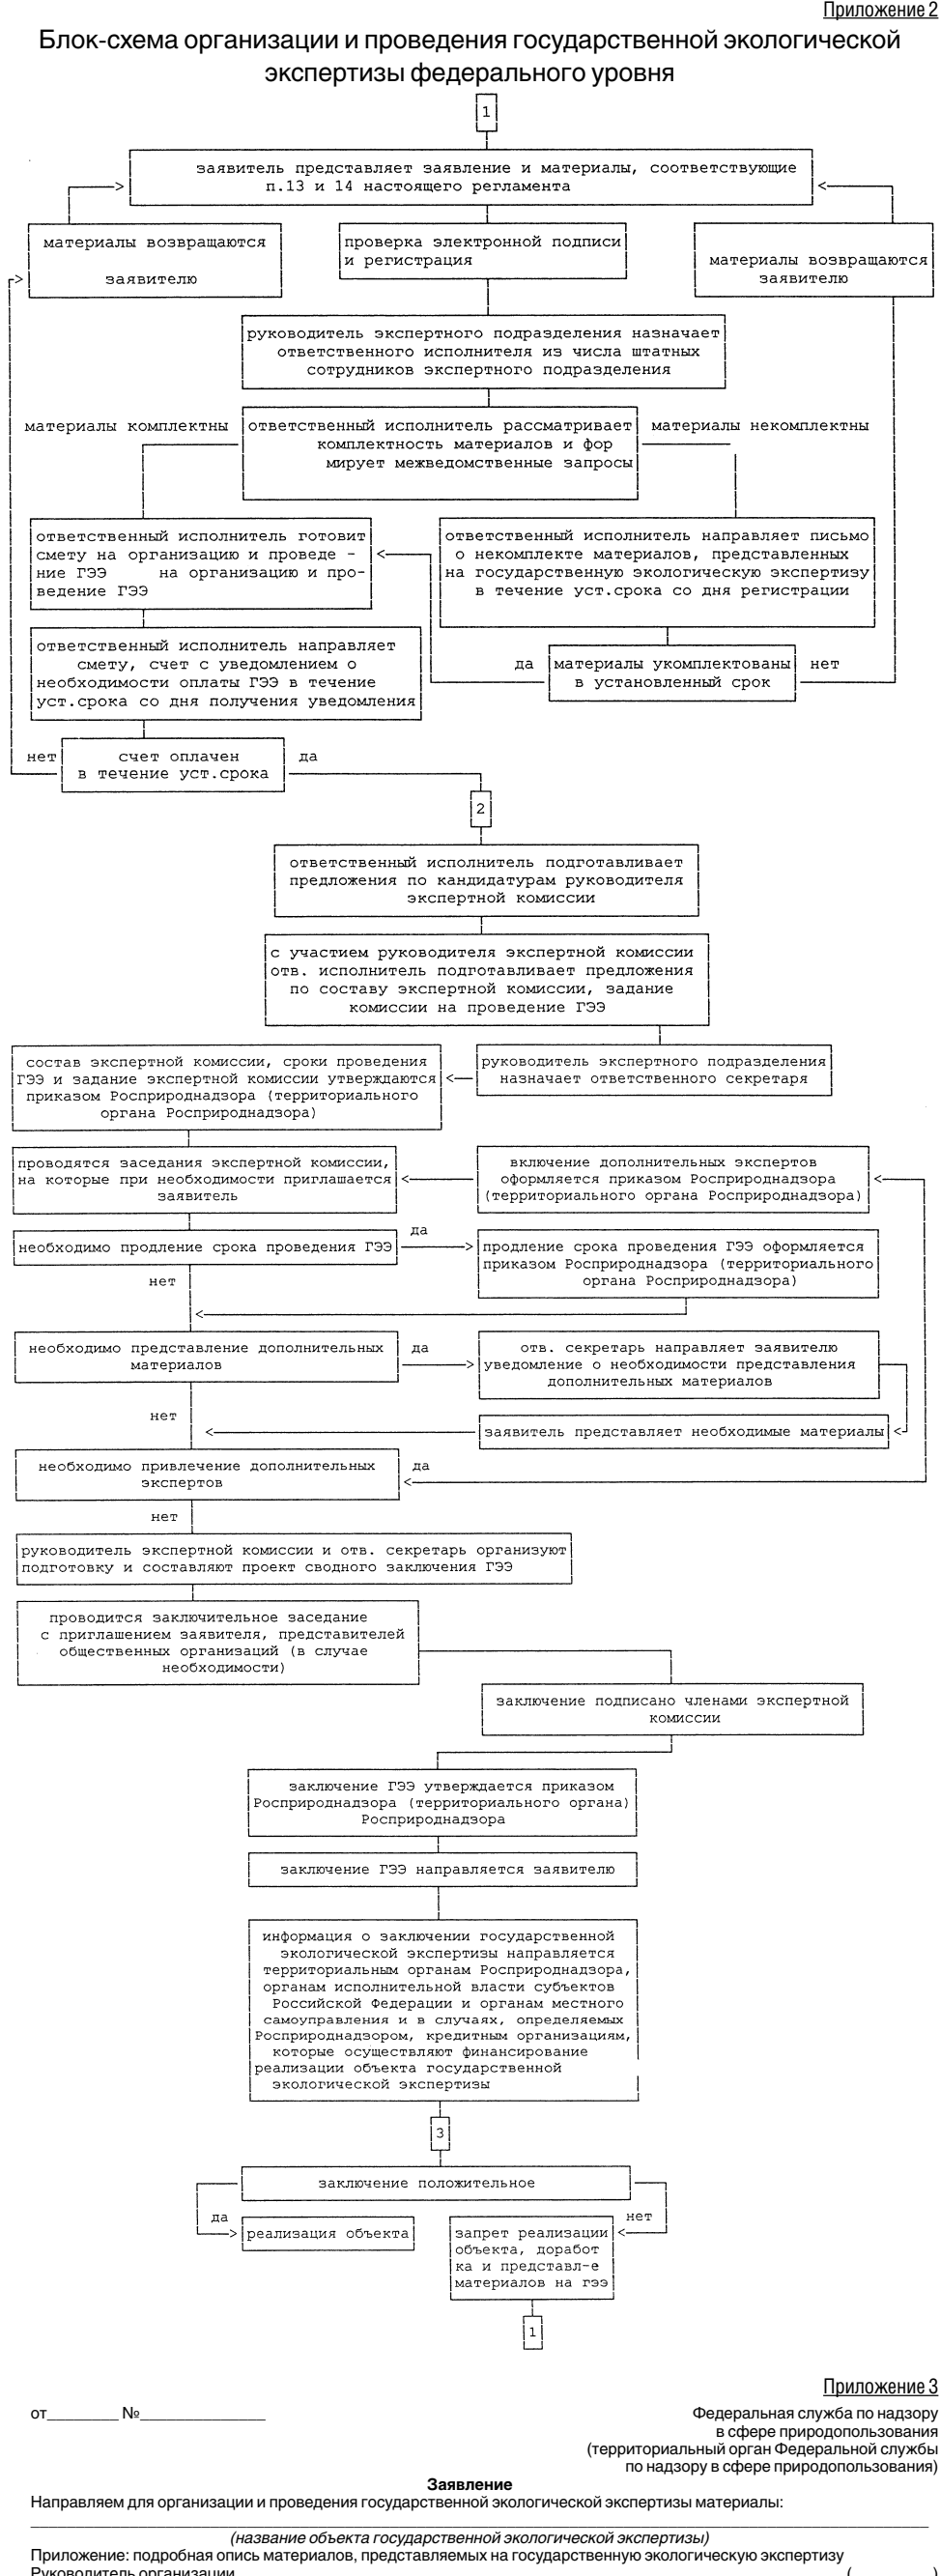 Приложение 2
Блок-схема организации и проведения государственной экологической
экспертизы федерального уровня
1
заявитель представляет заявление и материалы, соответствующие
п.13 и 14 настоящего регламента
материалы возвращаются
заявителю
проверка электронной подписи
и регистрация
материалы возвращаются
заявителю
руководитель экспертного подразделения назначает
ответственного исполнителя из числа штатных
сотрудников экспертного подразделения
материалы комплектны
ответственный исполнитель рассматривает
комплектность материалов и фор
мирует межведомственные запросы
материалы некомплектны
ответственный исполнитель готовит
смету на организацию и проведе -
ние ГЭЭ на организацию и про-
ведение ГЭЭ
ответственный исполнитель направляет письмо
о некомплекте материалов, представленных
на государственную экологическую экспертизу
в течение уст.срока со дня регистрации
ответственный исполнитель направляет
смету, счет с уведомлением о
необходимости оплаты ГЭЭ в течение
уст.срока со дня получения уведомления
да
материалы укомплектованы
в установленный срок
нет
нет
счет оплачен
в течение уст.срока
да
2
ответственный исполнитель подготавливает
предложения по кандидатурам руководителя
экспертной комиссии
с участием руководителя экспертной комиссии
отв. исполнитель подготавливает предложения
по составу экспертной комиссии, задание
комиссии на проведение ГЭЭ
состав экспертной комиссии, сроки проведения
ГЭЭ и задание экспертной комиссии утверждаются
приказом Росприроднадзора (территориального
органа Росприроднадзора)
руководитель экспертного подразделения
назначает ответственного секретаря
проводятся заседания экспертной комиссии,
на которые при необходимости приглашается
заявитель
включение дополнительных экспертов
оформляется приказом Росприроднадзора
(территориального органа Росприроднадзора)
необходимо продление срока проведения ГЭЭ
да
продление срока проведения ГЭЭ оформляется
приказом Росприроднадзора (территориального
органа Росприроднадзора)
нет
необходимо представление дополнительных
материалов
да
отв. секретарь направляет заявителю
уведомление о необходимости представления
дополнительных материалов
нет
заявитель представляет необходимые материалы
необходимо привлечение дополнительных
экспертов
да
нет
руководитель экспертной комиссии и отв. секретарь организуют
подготовку и составляют проект сводного заключения ГЭЭ
проводится заключительное заседание
с приглашением заявителя, представителей
общественных организаций (в случае
необходимости)
заключение подписано членами экспертной
комиссии
заключение ГЭЭ утверждается приказом
Росприроднадзора (территориального органа)
Росприроднадзора
заключение ГЭЭ направляется заявителю
информация о заключении государственной
экологической экспертизы направляется
территориальным органам Росприроднадзора,
органам исполнительной власти субъектов
Российской Федерации и органам местного
самоуправления и в случаях, определяемых
Росприроднадзором, кредитным организациям,
которые осуществляют финансирование
реализации объекта государственной
экологической экспертизы
3
заключение положительное
да
реализация объекта
нет
запрет реализации
объекта, доработ
ка и представл-е
материалов на гээ
1
Приложение 3
от________ №______________
Федеральная служба по надзору
в сфере природопользования
(территориальный орган Федеральной службы
по надзору в сфере природопользования)
Заявление
Направляем для организации и проведения государственной экологической экспертизы материалы:
(название объекта государственной экологической экспертизы)
Приложение: подробная опись материалов, представляемых на государственную экологическую экспертизу
Руководитель организации (_________)